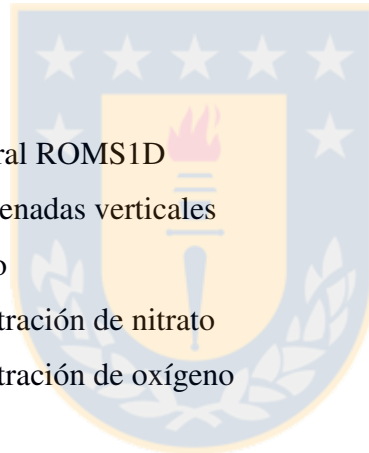 ral ROMS1D
enadas verticales
o
tración de nitrato
tración de oxígeno